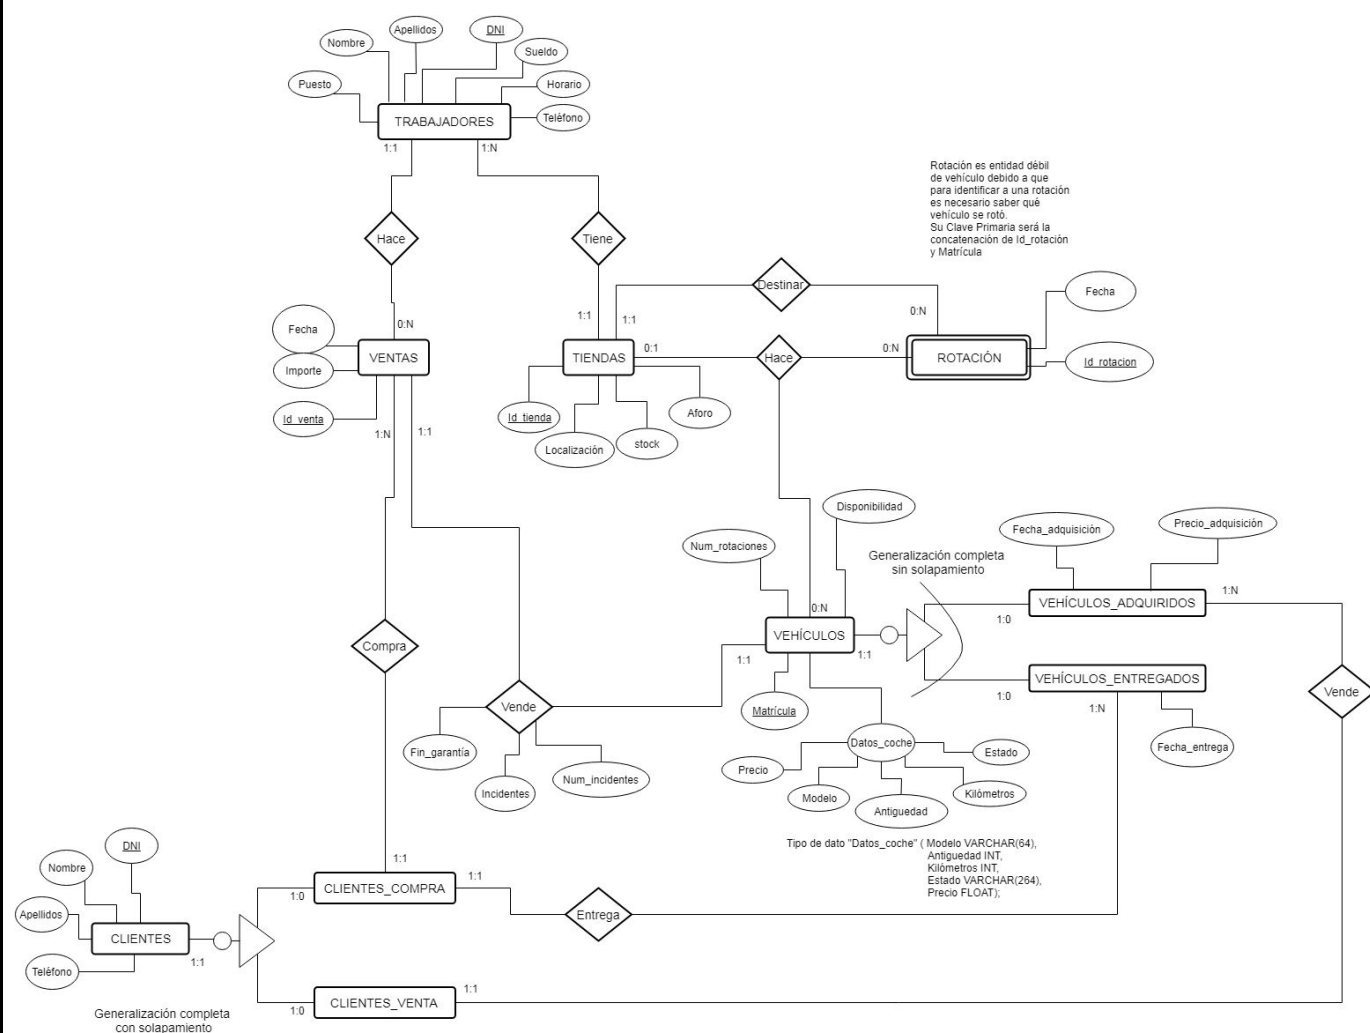 Apellidos
DNI
Nombre
Sueldo
Puesto
Horario
TRABAJADORES
Teléfono
1:1
1:N
Rotación es entidad débil
de vehículo debido a que
para identificar a una rotación
es necesario saber qué
vehículo se rotó.
Su Clave Primaria será la
concatenación de Id_rotación
y Matrícula
Hace
Tiene
Destinar
Fecha
Fecha
0:N
1:1
1:1
0:N
VENTAS
TIENDAS
0:1
Hace
0:N
ROTACIÓN
Id_rotacion
Importe
Id_venta
1:N
1:1
Id_tienda
Localización
stock
Aforo
Disponibilidad
Num_rotaciones
Generalización completa
sin solapamiento
Fecha_adquisición
Precio_adquisición
0:N
VEHÍCULOS
1:1
1:1
1:0
VEHÍCULOS_ADQUIRIDOS
1:N
Compra
VEHÍCULOS_ENTREGADOS
1:0
1:N
Vende
Vende
Matrícula
Fin_garantía
Incidentes
Num_incidentes
Datos_coche
Estado
Precio
Modelo
Antiguedad
Kilómetros
Fecha_entrega
Tipo de dato "Datos_coche" ( Modelo VARCHAR(64),
Antiguedad INT,
Kilómetros INT,
Estado VARCHAR(264),
Precio FLOAT);
DNI
Nombre
Apellidos
Teléfono
CLIENTES
1:1
1:1
1:0
CLIENTES_COMPRA
1:1
Entrega
1:0
CLIENTES_VENTA
1:1
Generalización completa
con solapamiento